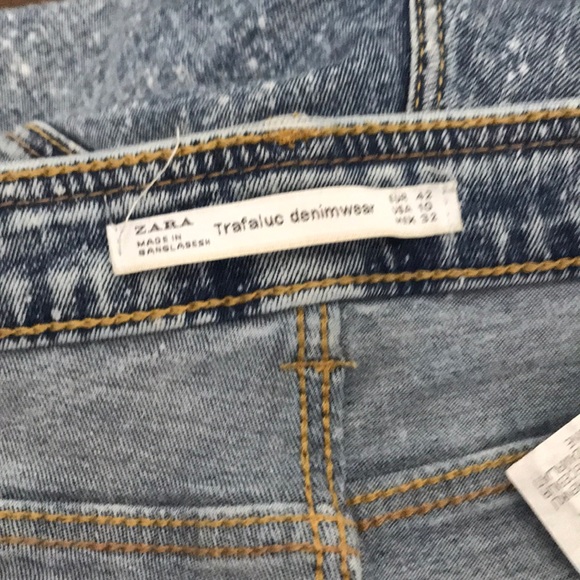 ZARA
MADE IN
BANGLADESH
Trafaluc denimwear
EUR 42
USA 10
MEX 32